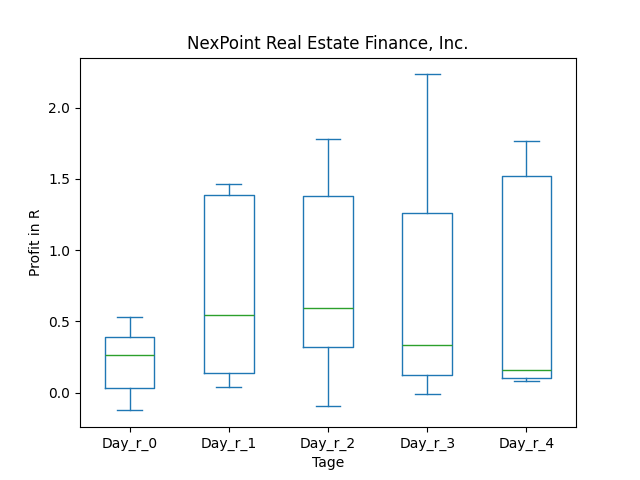 NexPoint Real Estate Finance, Inc.
Profit in R
2.0
1.5
1.0
0.5
0.0
Day_r_0 Day_r_1 Day_r_2 Day_r_3 Day_r_4
Tage